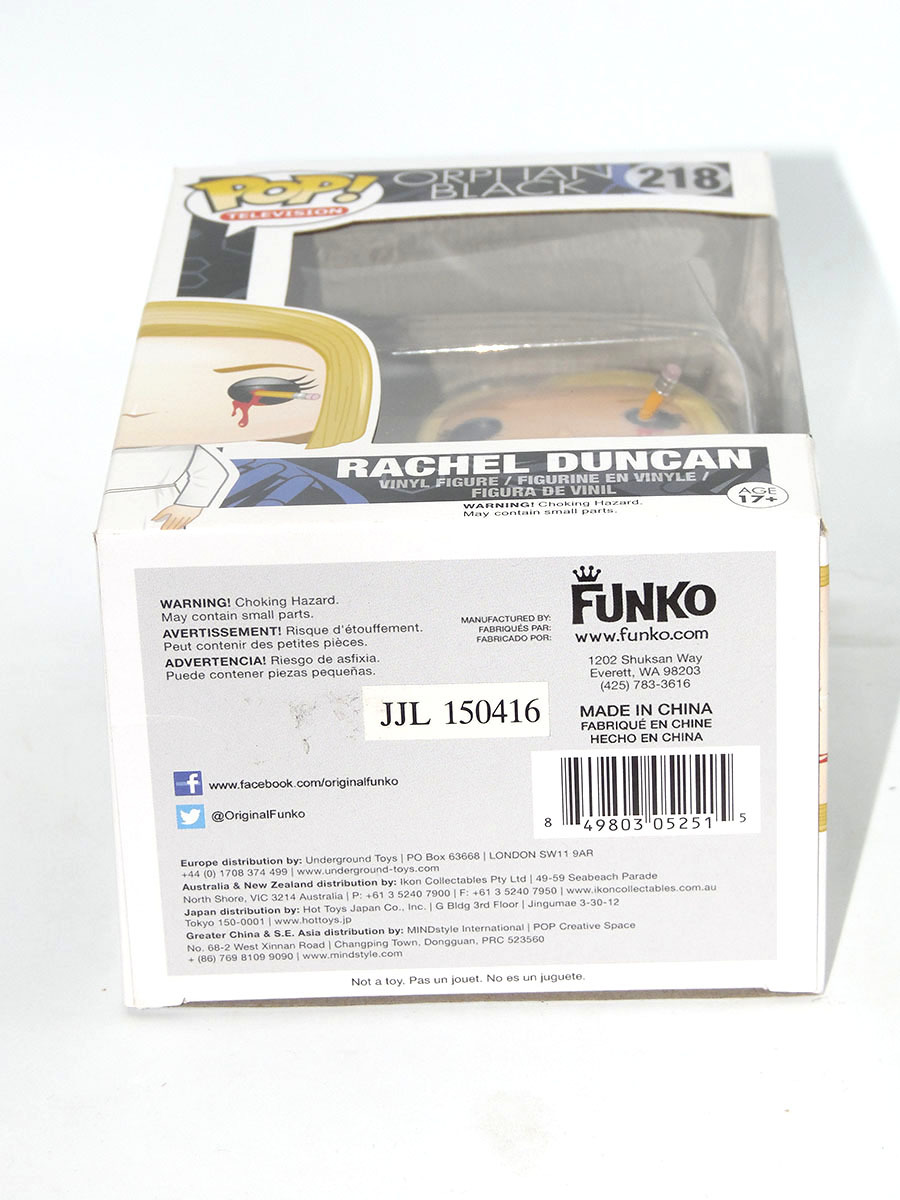 POP!
TELEVISION
ORPHAN
BLACK
218
RACHEL DUNCAN
VINYL FIGURE / FIGURINE EN VINYLE /
FIGURA DE VINIL
WARNING! Choking Hazard.
May contain small parts.
AGE
17+
WARNING! Choking Hazard.
May contain small parts.
AVERTISSEMENT! Risque d'étouffement.
Peut contenir des petites pièces.
ADVERTENCIA! Riesgo de asfixia.
Puede contener piezas pequeñas.
MANUFACTURED BY:
FABRIQUÉS PAR:
FABRICADO POR:
FUNKO
www.funko.com
1202 Shuksan Way
Everett, WA 98203
(425) 783-3616
JJL 150416
MADE IN CHINA
FABRIQUÉ EN CHINE
HECHO EN CHINA
www.facebook.com/originalfunko
@OriginalFunko
8 49803 05251 5
Europe distribution by: Underground Toys | PO Box 63668 | LONDON SW11 9AR
+44 (0) 1708 374 499 | www.underground-toys.com
Australia & New Zealand distribution by: Ikon Collectables Pty Ltd | 49-59 Seabeach Parade
North Shore, VIC 3214 Australia | P: +61 3 5240 7900 | F: +61 3 5240 7950 | www.ikoncollectables.com.au
Japan distribution by: Hot Toys Japan Co., Inc. | G Bldg 3rd Floor | Jingumae 3-30-12
Tokyo 150-0001 | www.hottoys.jp
Greater China & S.E. Asia distribution by: MINDstyle International | POP Creative Space
No. 68-2 West Xinnan Road | Changping Town, Dongguan, PRC 523560
+ (86) 769 8109 9090 | www.mindstyle.com
Not a toy. Pas un jouet. No es un juguete.